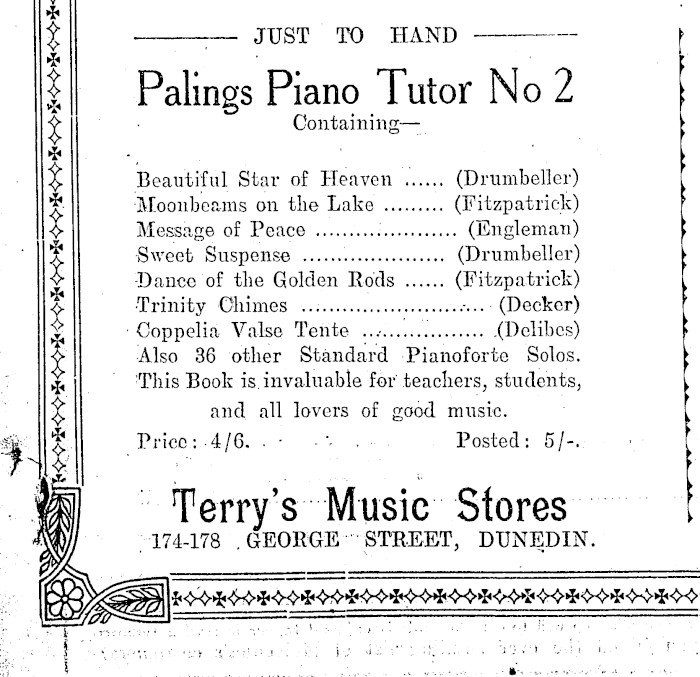 JUST TO HAND
Palings Piano Tutor No 2
Containing—
Beautiful Star of Heaven ...... (Drumbeller)
Moonbeams on the Lake ......... (Fitzpatrick)
Message of Peace ...................... (Engleman)
Sweet Suspense ...................... (Drumbeller)
Dance of the Golden Rods ...... (Fitzpatrick)
Trinity Chimes ............................ (Decker)
Coppelia Valse Tente ................... (Delibes)
Also 36 other Standard Pianoforte Solos.
This Book is invaluable for teachers, students,
and all lovers of good music.
Price: 4/6. Posted: 5/-.
Terry's Music Stores
174-178 GEORGE STREET, DUNEDIN.